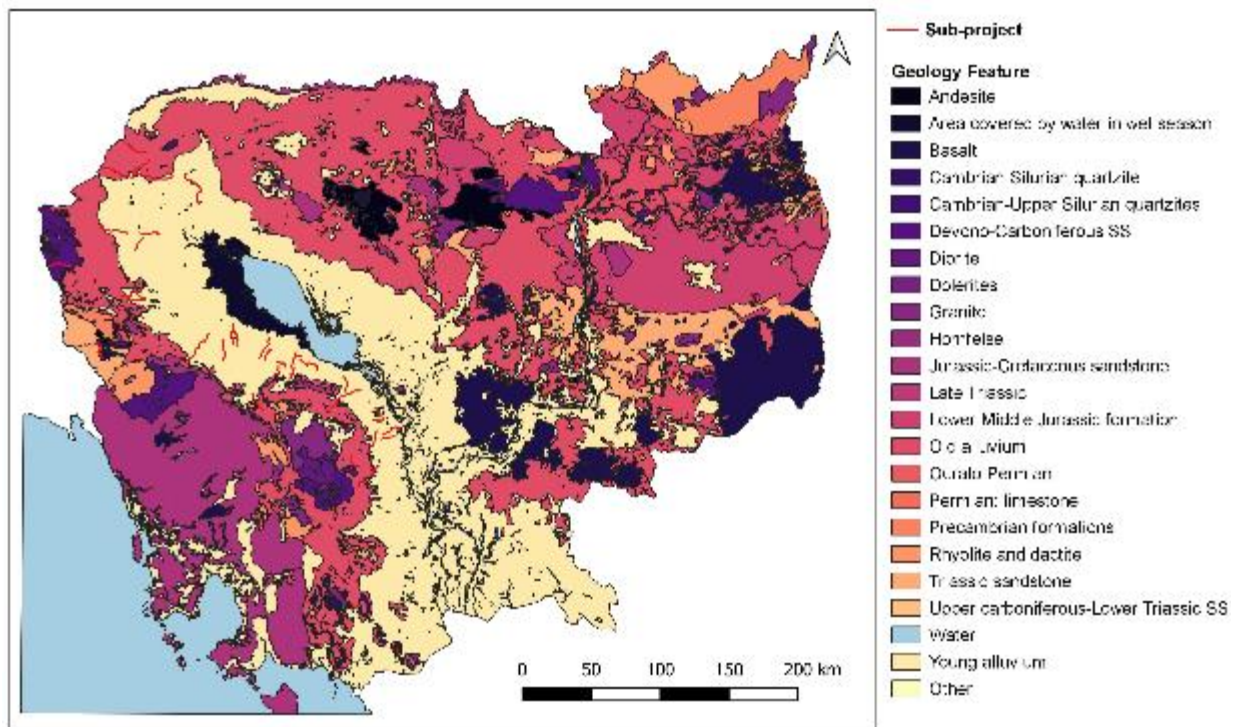 Sub-project
Geology Feature
Andesite
Area covered by water in wet season
Basalt
Cambrian Silurian quartzite
Cambrian-Upper Silurian quartzites
Devono-Carboniferous SS
Diorite
Dolerites
Granite
Hornfelse
Jurassic-Cretaceous sandstone
Late Triassic
Lower Middle Jurassic formation
Old alluvium
Permian
Permiant limestone
Precambrian formations
Rhyolite and dactite
Triassic sandstone
Upper carboniferous-Lower Triassic SS
Water
Young alluvium
Other
0 50 100 150 200 km